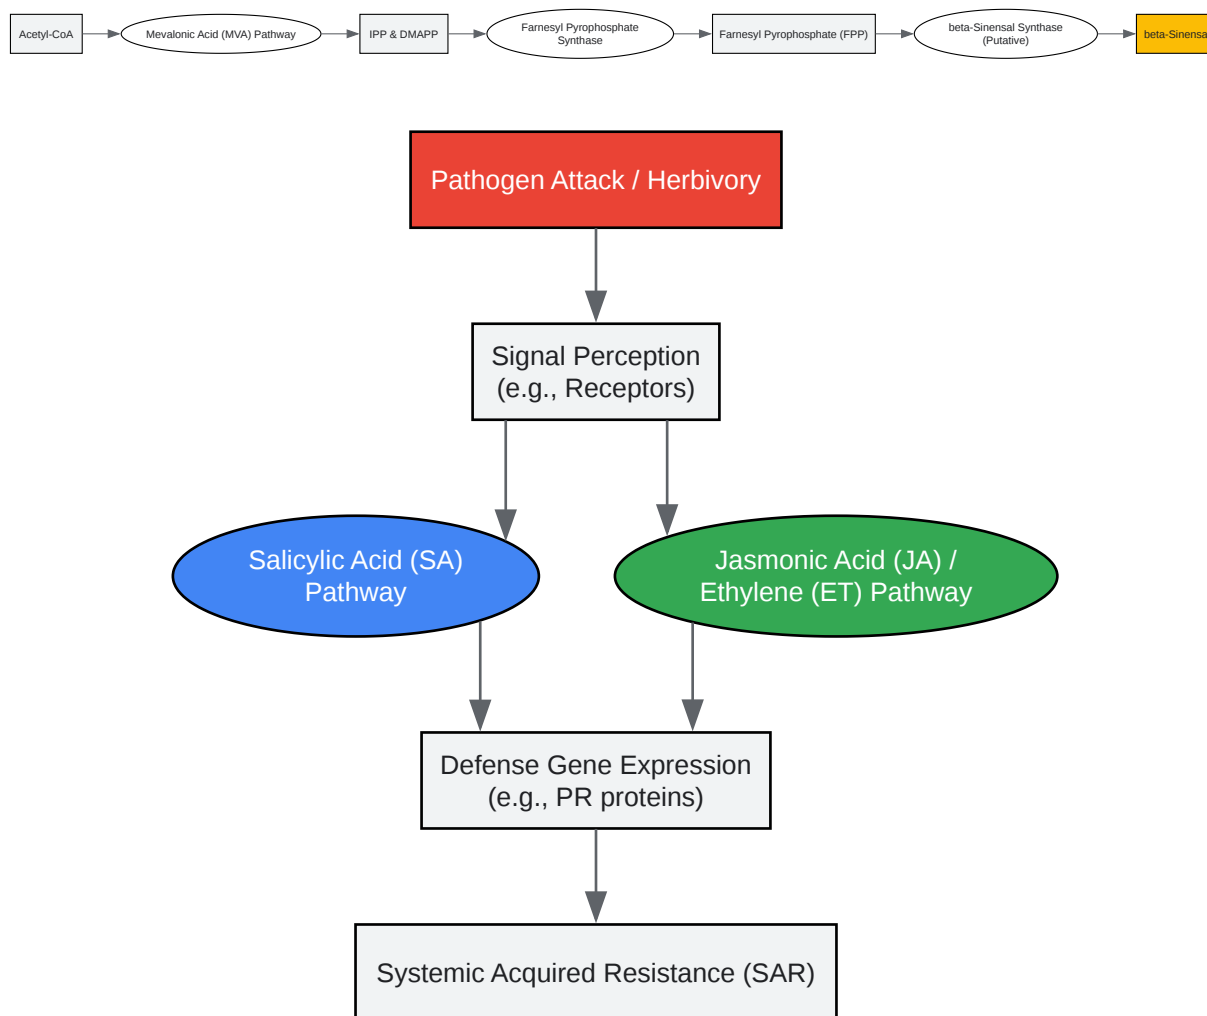 Acetyl-CoA
Mevalonic Acid (MVA) Pathway
IPP & DMAPP
Farnesyl Pyrophosphate
Synthase
Farnesyl Pyrophosphate (FPP)
beta-Sinensal Synthase
(Putative)
beta-Sinensa
Pathogen Attack / Herbivory
Signal Perception
(e.g., Receptors)
Salicylic Acid (SA)
Pathway
Jasmonic Acid (JA) /
Ethylene (ET) Pathway
Defense Gene Expression
(e.g., PR proteins)
Systemic Acquired Resistance (SAR)